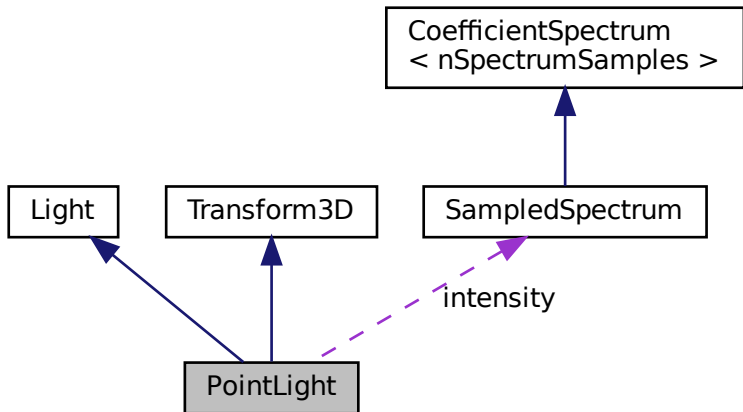 CoefficientSpectrum
< nSpectrumSamples >
Light
Transform3D
SampledSpectrum
intensity
PointLight